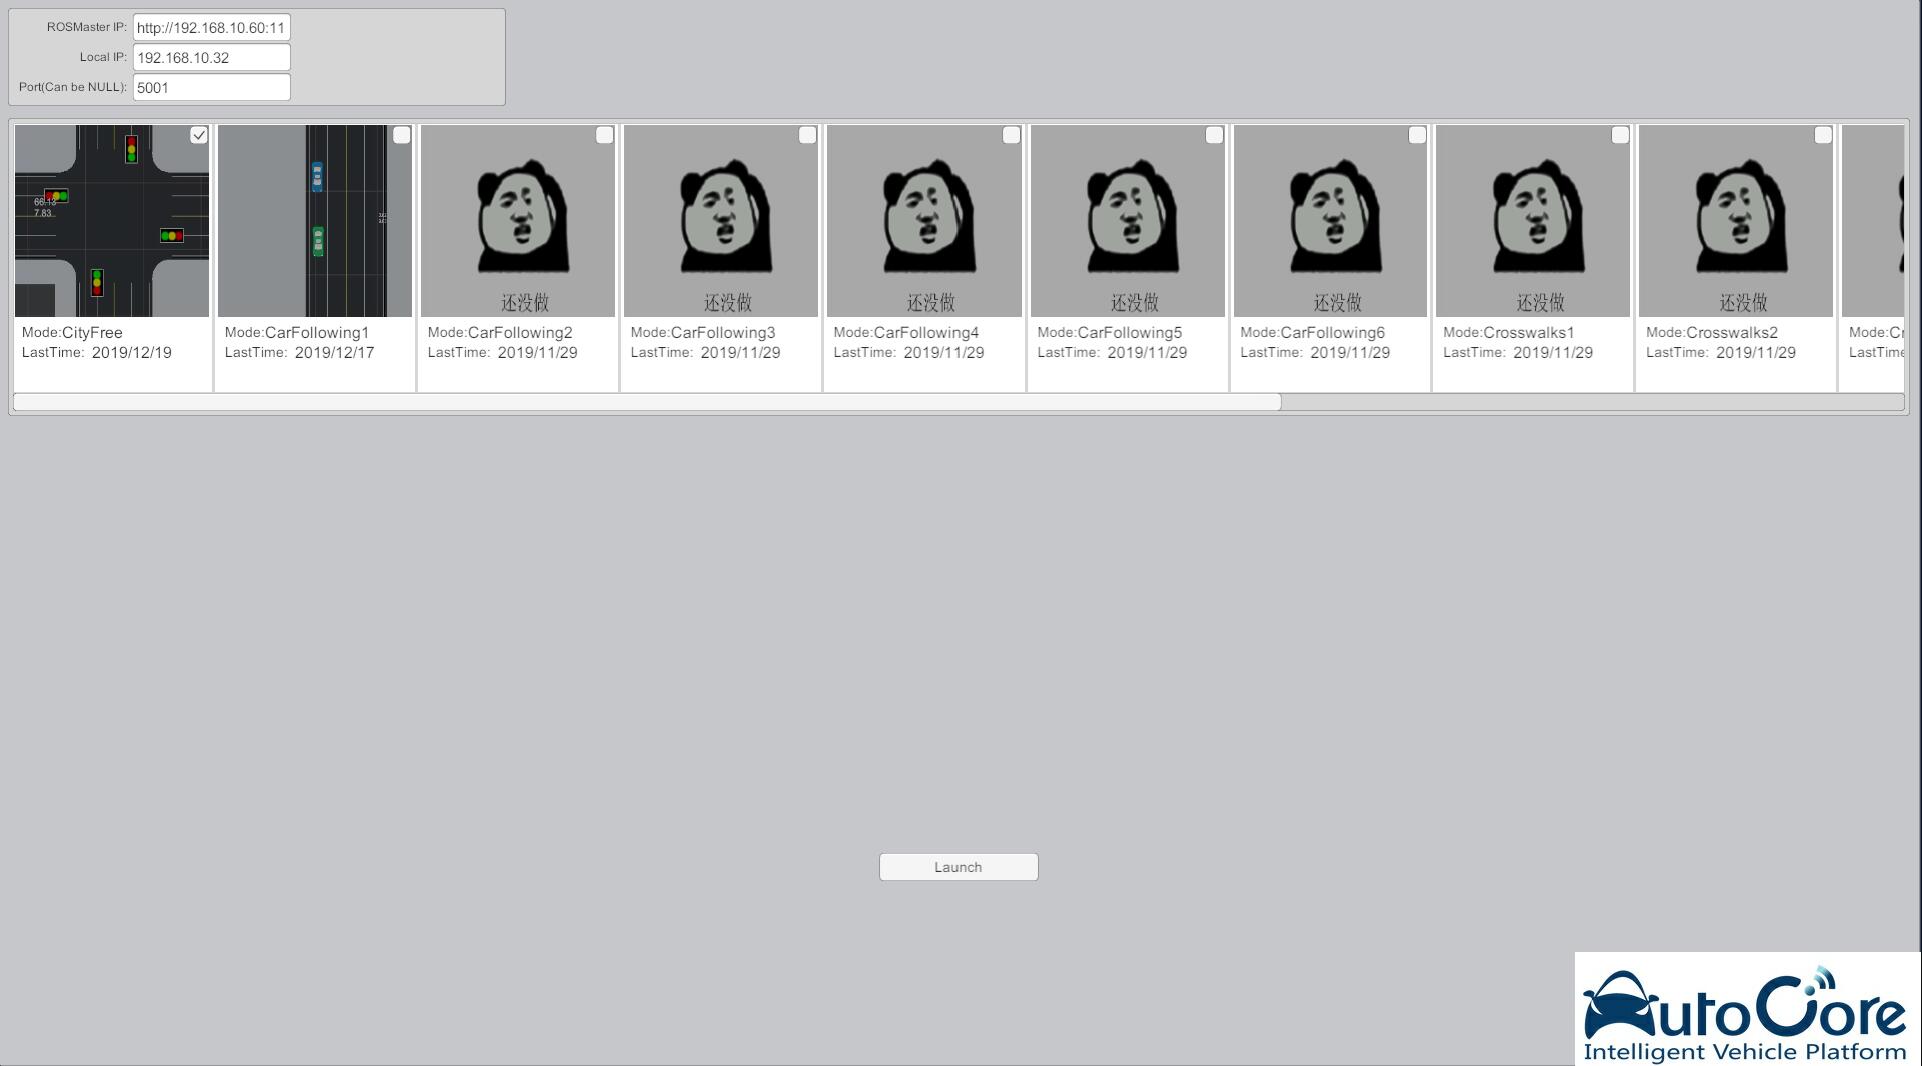 ROSMaster IP: http://192.168.10.60:11
Local IP: 192.168.10.32
Port(Can be NULL): 5001
7.83
还没做
还没做
还没做
还没做
还没做
还没做
还没做
Mode:CityFree
LastTime: 2019/12/19
Mode:CarFollowing1
LastTime: 2019/12/17
Mode:CarFollowing2
LastTime: 2019/11/29
Mode:CarFollowing3
LastTime: 2019/11/29
Mode:CarFollowing4
LastTime: 2019/11/29
Mode:CarFollowing5
LastTime: 2019/11/29
Mode:CarFollowing6
LastTime: 2019/11/29
Mode:Crosswalks1
LastTime: 2019/11/29
Mode:Crosswalks2
LastTime: 2019/11/29
Mode:Cr
LastTime
Launch
AutoCore
Intelligent Vehicle Platform